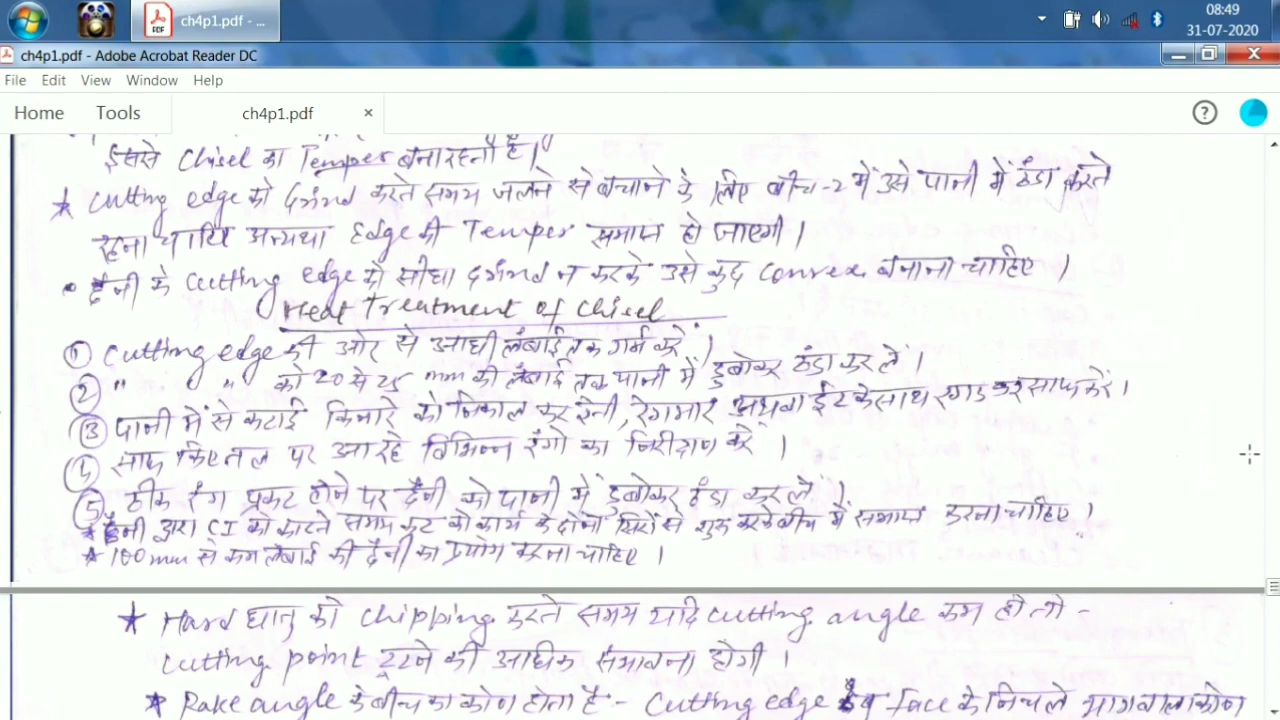 ch4p1.pdf - ...
08:49
31-07-2020
ch4p1.pdf - Adobe Acrobat Reader DC
File Edit View Window Help
Home Tools ch4p1.pdf ×
इससे Chisel का Temper बना रहता है।
★ Cutting edge को Grind करते समय जलने से बचाने के लिए बीच-2 में उसे पानी में ठंडा करते
रहना चाहिए अन्यथा Edge की Temper समाप्त हो जाएगी।
• छैनी के Cutting edge को सीधा Grind न करके उसे कुछ Convex बनाना चाहिए।
Heat Treatment of Chisel
① Cutting edge की ओर से आधी लंबाई तक गर्म करें।
② " " " को 20 से 25 mm की लंबाई तक पानी में डुबोकर ठंडा कर लें।
③ पानी में से कटाई किनारे को निकाल कर रेती, रेगमार अथवा ईंट के साथ रगड़ कर साफ करें।
④ साफ किए तल पर आ रहे विभिन्न रंगो का निरीक्षण करें।
⑤ ठीक रंग प्रकट होने पर छैनी को पानी में डुबोकर ठंडा कर लें।
★ छैनी द्वारा CI को काटते समय कट को कार्य के दोनों सिरों से शुरु करके बीच में समाप्त करना चाहिए।
★ 100 mm से कम लंबाई की छैनी का प्रयोग करना चाहिए।
★ Hard धातु को Chipping करते समय यदि Cutting angle कम हो तो -
Cutting point टूटने की अधिक संभावना होगी।
★ Rake angle के बीच का कोण होता है:- Cutting edge face के निचले भाग वाला कोण